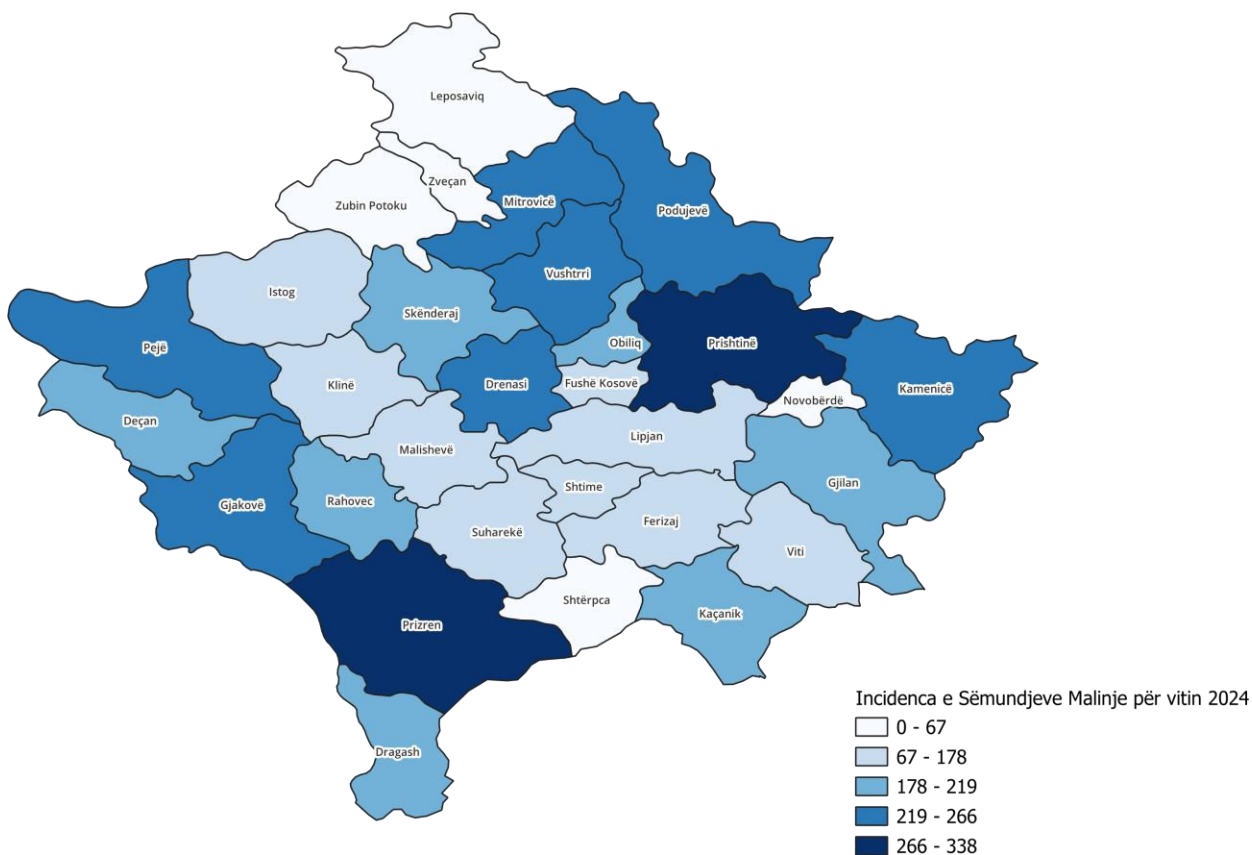 Leposaviq
Zveçan
Zubin Potoku
Mitrovicë
Podujevë
Vushtrri
Istog
Skënderaj
Obiliq
Prishtinë
Pejë
Klinë
Drenasi
Fushë Kosovë
Kamenicë
Novobërdë
Deçan
Lipjan
Malishevë
Shtime
Gjilan
Gjakovë
Rahovec
Suharekë
Ferizaj
Viti
Shtërpca
Kaçanik
Prizren
Dragash
Incidenca e Sëmundjeve Malinje për vitin 2024
0 - 67
67 - 178
178 - 219
219 - 266
266 - 338